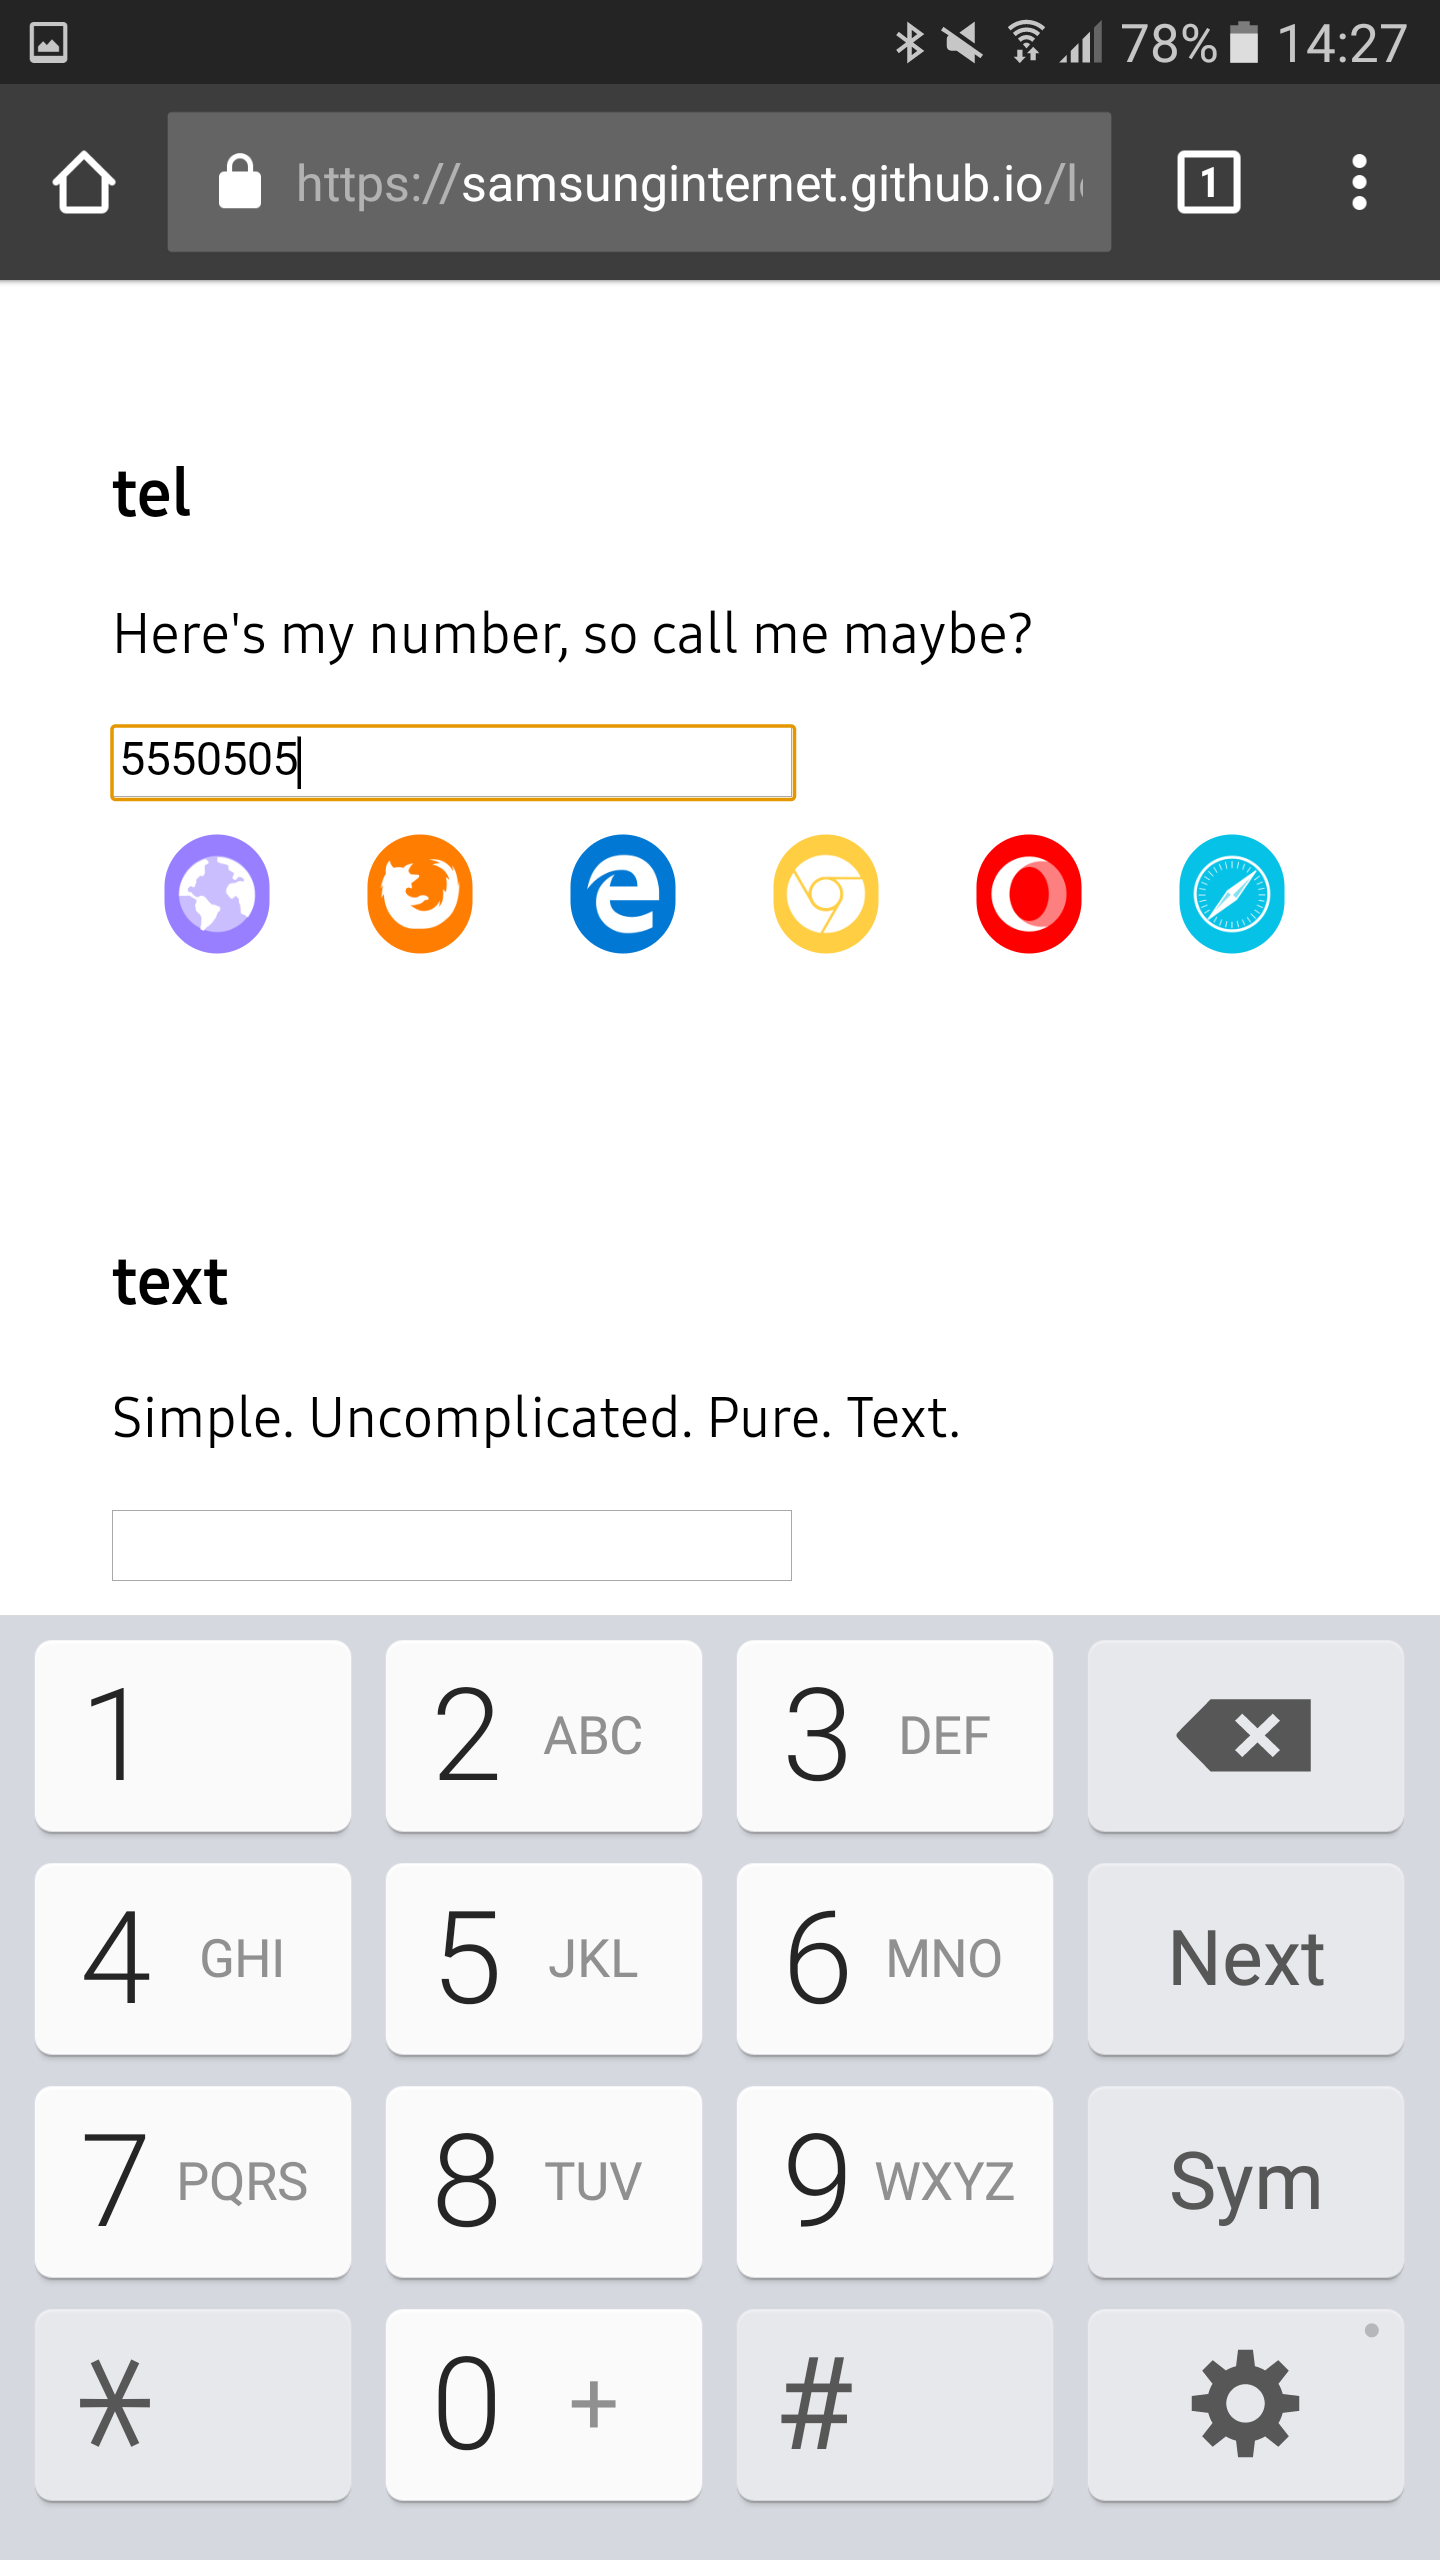 78% 14:27
https://samsunginternet.github.io/l
1
tel
Here's my number, so call me maybe?
5550505
text
Simple. Uncomplicated. Pure. Text.
1 2 ABC 3 DEF
4 GHI 5 JKL 6 MNO Next
7 PQRS 8 TUV 9 WXYZ Sym
* 0 + #